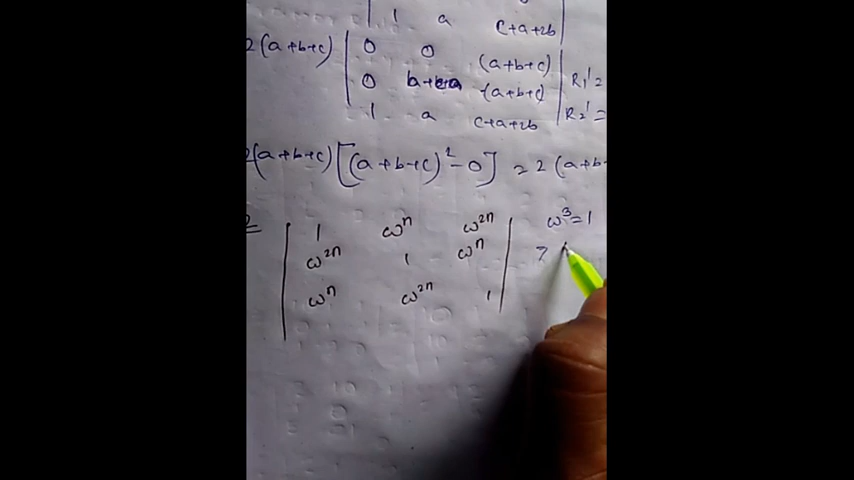 1 a c+a+2b
2(a+b+c) | 0 0 (a+b+c) |
| 0 -(a+b+c) | R₁' =
| 1 a c+a+2b | R₂' =
2(a+b+c) [(a+b+c)² - 0] = 2(a+b-
| 1 ωⁿ ω²ⁿ | ω³ = 1
| ω²ⁿ 1 ωⁿ | 7
| ωⁿ ω²ⁿ 1 |